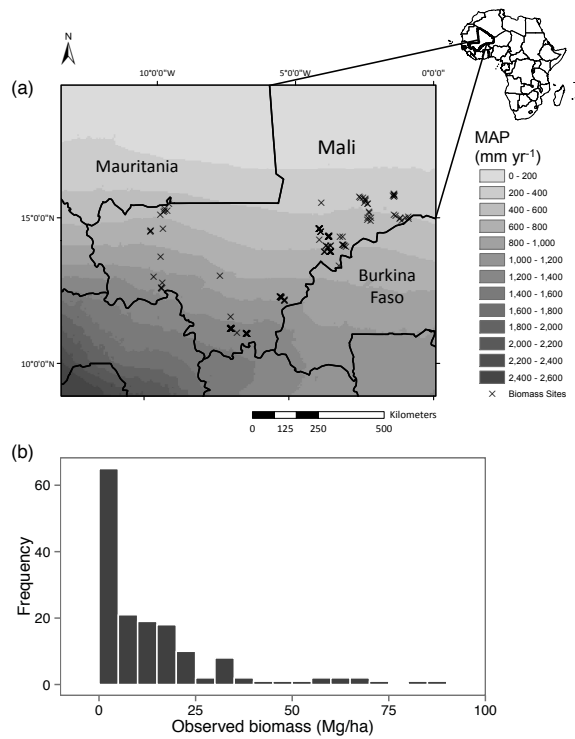 N
(a)
10°0'0"W
5°0'0"W
0°0'0"
Mauritania
Mali
Burkina
Faso
15°0'0"N
10°0'0"N
MAP
(mm yr⁻¹)
0 - 200
200 - 400
400 - 600
600 - 800
800 - 1,000
1,000 - 1,200
1,200 - 1,400
1,400 - 1,600
1,600 - 1,800
1,800 - 2,000
2,000 - 2,200
2,200 - 2,400
2,400 - 2,600
Biomass Sites
Kilometers
0 125 250 500
(b)
Frequency
60
40
20
0
0 25 50 75 100
Observed biomass (Mg/ha)